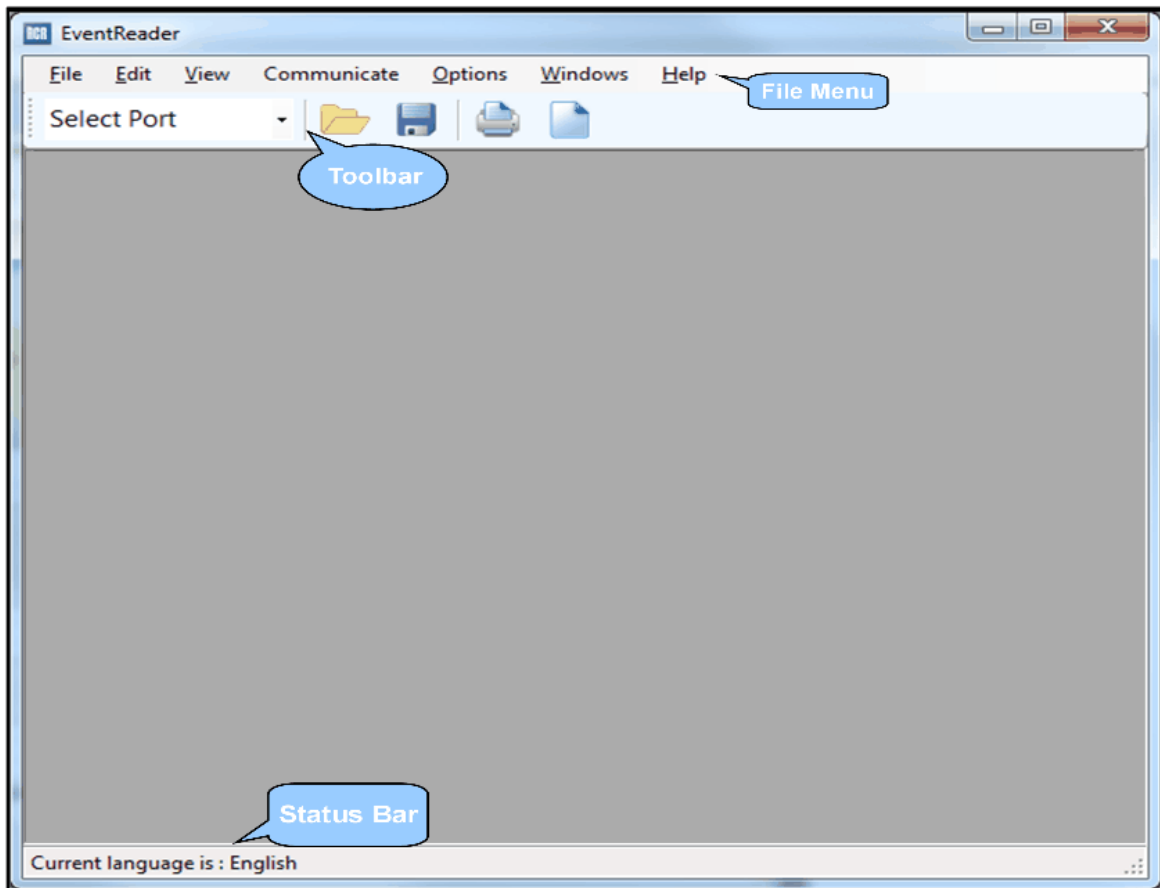 RCR EventReader
File Edit View Communicate Options Windows Help
File Menu
Select Port
Toolbar
Status Bar
Current language is : English